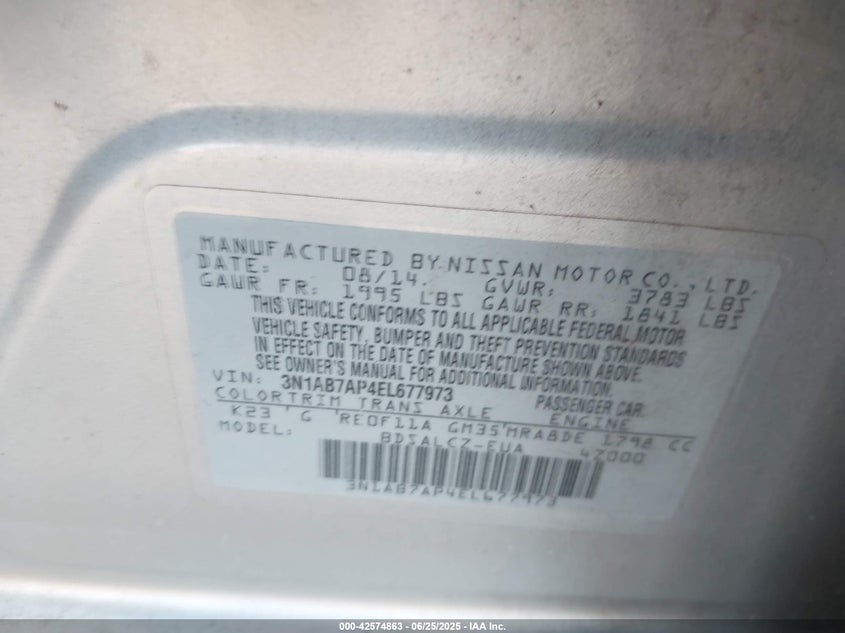 MANUFACTURED BY NISSAN MOTOR CO., LTD.
DATE: 08/14. GVWR: 3783 LBS
GAWR FR: 1995 LBS GAWR RR: 1841 LBS
THIS VEHICLE CONFORMS TO ALL APPLICABLE FEDERAL MOTOR
VEHICLE SAFETY, BUMPER AND THEFT PREVENTION STANDARDS
IN EFFECT ON THE DATE OF MANUFACTURE SHOWN ABOVE.
SEE OWNER'S MANUAL FOR ADDITIONAL INFORMATION.
VIN: 3N1AB7AP4EL677973 PASSENGER CAR
COLOR TRIM TRANS AXLE ENGINE
K23 G RE0F11A GM35 MRA8DE 1798 CC
MODEL: BDSALCZ-EUA 4Z000
3N1AB7AP4EL677973
000-42574863 - 06/25/2025 - IAA Inc.